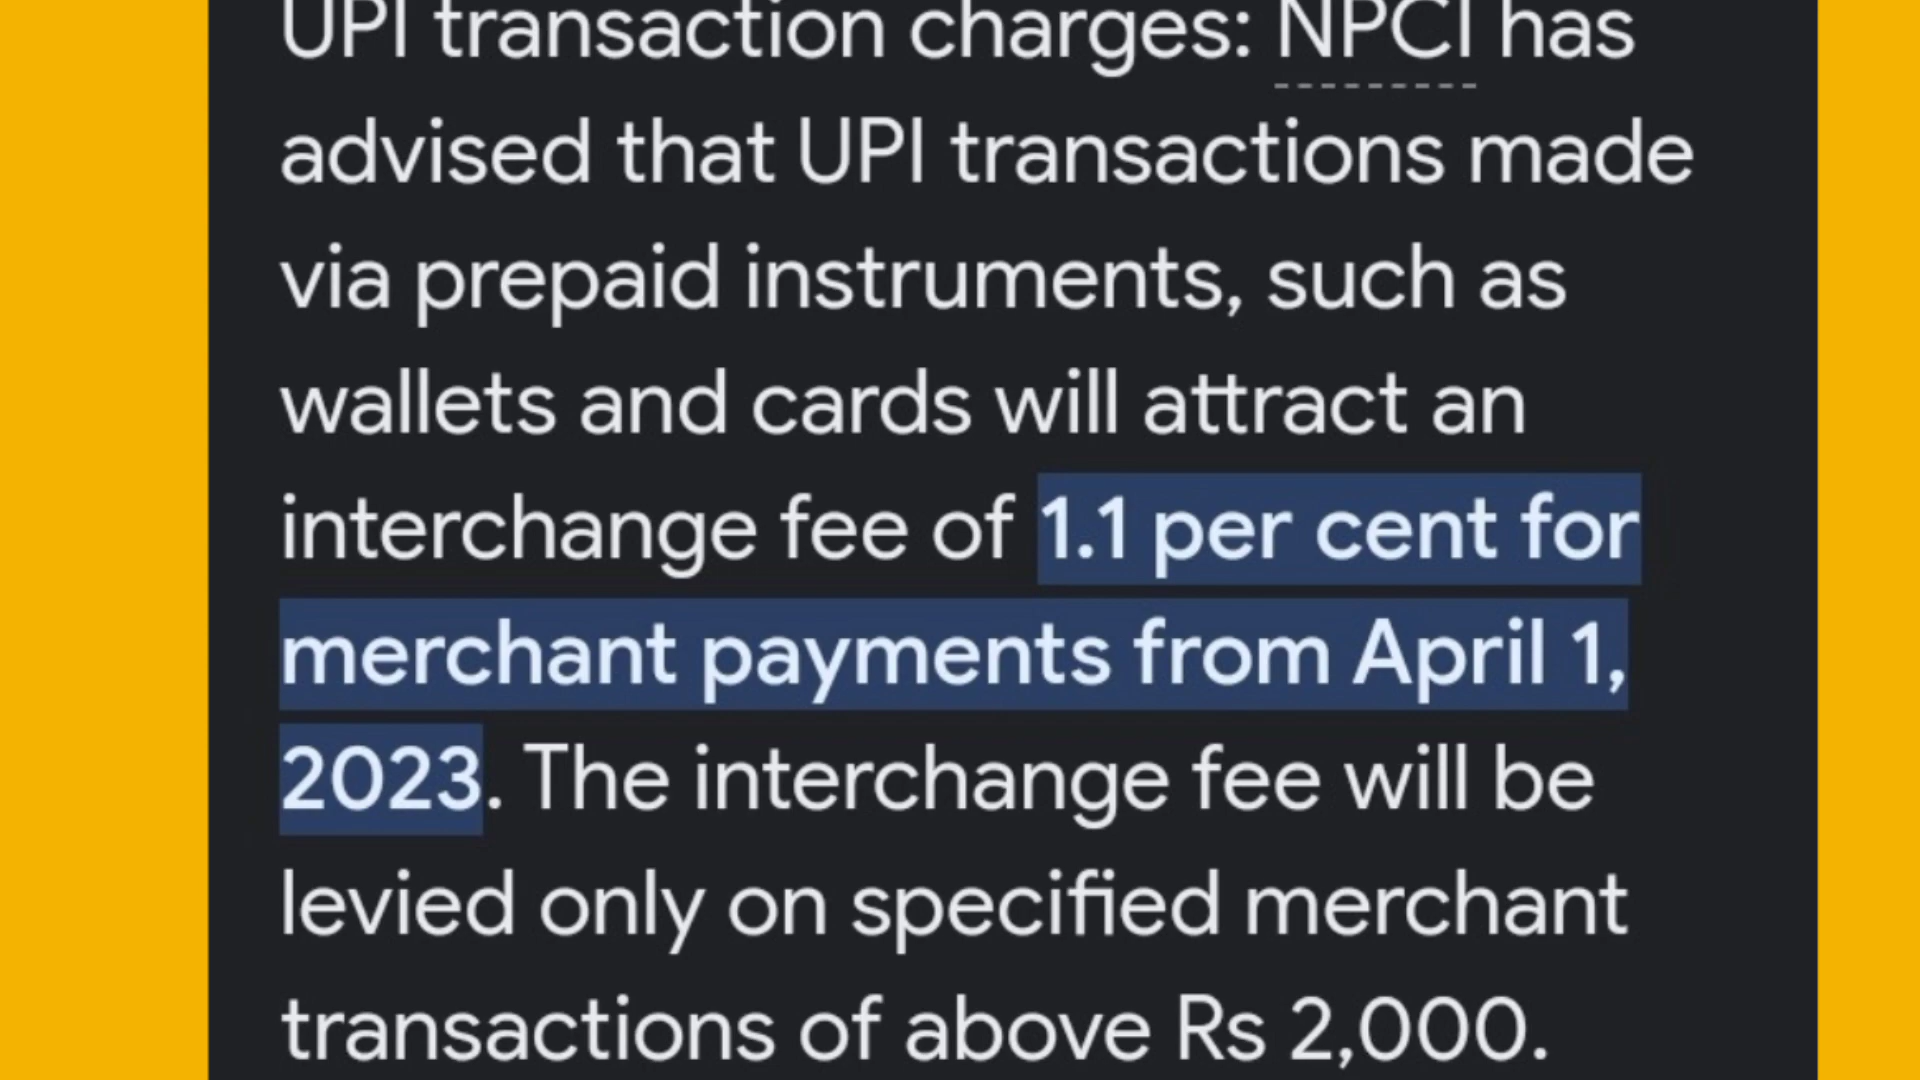 UPI transaction charges: NPCI has
advised that UPI transactions made
via prepaid instruments, such as
wallets and cards will attract an
interchange fee of 1.1 per cent for
merchant payments from April 1,
2023. The interchange fee will be
levied only on specified merchant
transactions of above Rs 2,000.